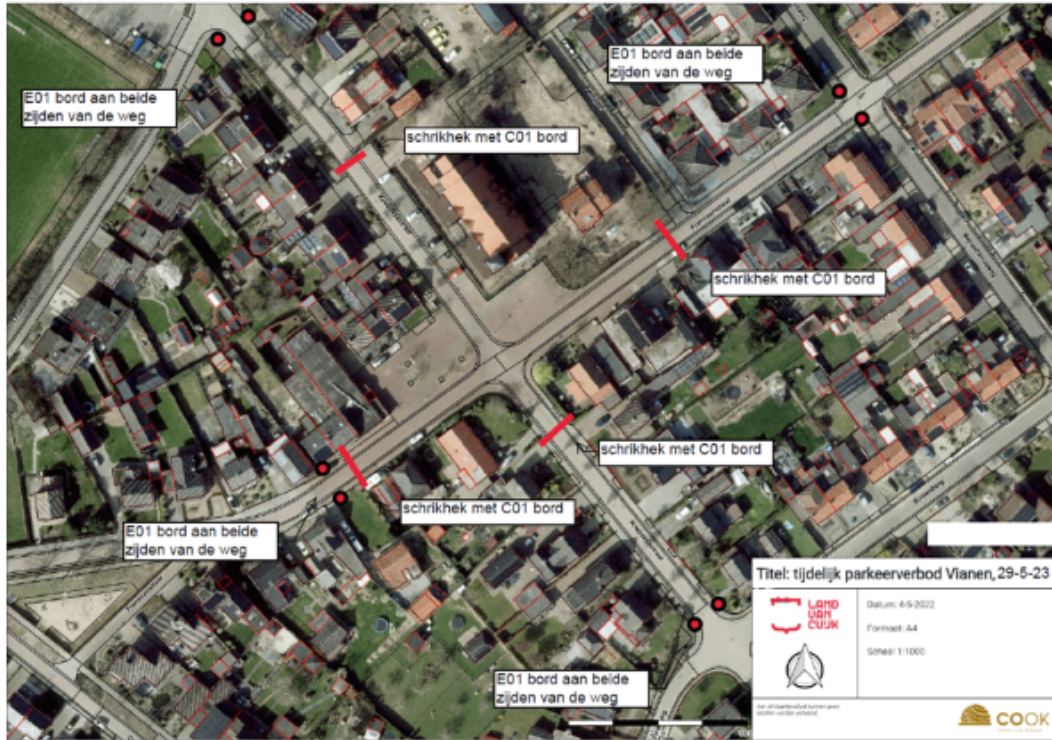 E01 bord aan beide
zijden van de weg
E01 bord aan beide
zijden van de weg
schrikhek met C01 bord
schrikhek met C01 bord
schrikhek met C01 bord
schrikhek met C01 bord
E01 bord aan beide
zijden van de weg
E01 bord aan beide
zijden van de weg
Titel: tijdelijk parkeerverbod Vianen, 29-5-23
LAND
VAN
CUIJK
Datum: 4-5-2022
Formaat: A4
Schaal 1:1000
COOK